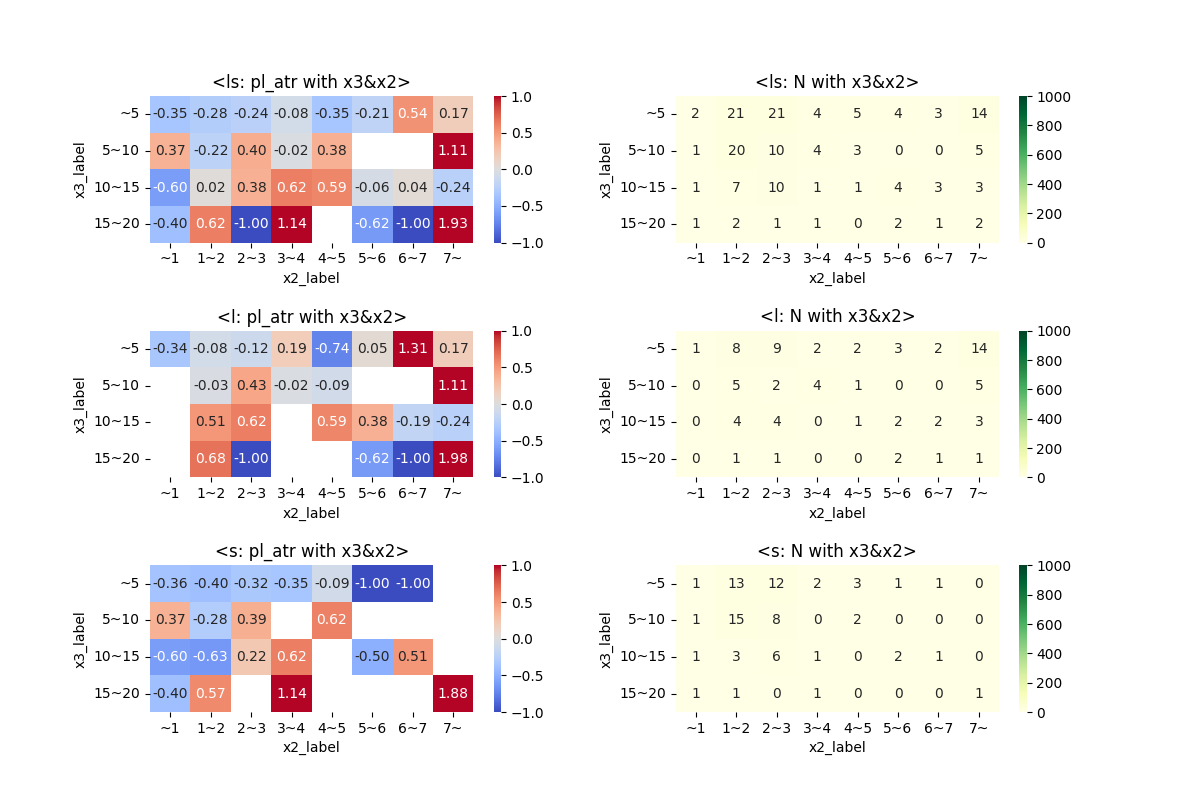 <ls: pl_atr with x3&x2>
x3_label
~5 -0.35 -0.28 -0.24 -0.08 -0.35 -0.21 0.54 0.17
5~10 0.37 -0.22 0.40 -0.02 0.38 1.11
10~15 -0.60 0.02 0.38 0.62 0.59 -0.06 0.04 -0.24
15~20 -0.40 0.62 -1.00 1.14 -0.62 -1.00 1.93
~1 1~2 2~3 3~4 4~5 5~6 6~7 7~
x2_label
1.0
0.5
0.0
−0.5
−1.0
<ls: N with x3&x2>
x3_label
~5 2 21 21 4 5 4 3 14
5~10 1 20 10 4 3 0 0 5
10~15 1 7 10 1 1 4 3 3
15~20 1 2 1 1 0 2 1 2
~1 1~2 2~3 3~4 4~5 5~6 6~7 7~
x2_label
1000
800
600
400
200
0
<l: pl_atr with x3&x2>
x3_label
~5 -0.34 -0.08 -0.12 0.19 -0.74 0.05 1.31 0.17
5~10 -0.03 0.43 -0.02 -0.09 1.11
10~15 0.51 0.62 0.59 0.38 -0.19 -0.24
15~20 0.68 -1.00 -0.62 -1.00 1.98
~1 1~2 2~3 3~4 4~5 5~6 6~7 7~
x2_label
1.0
0.5
0.0
−0.5
−1.0
<l: N with x3&x2>
x3_label
~5 1 8 9 2 2 3 2 14
5~10 0 5 2 4 1 0 0 5
10~15 0 4 4 0 1 2 2 3
15~20 0 1 1 0 0 2 1 1
~1 1~2 2~3 3~4 4~5 5~6 6~7 7~
x2_label
1000
800
600
400
200
0
<s: pl_atr with x3&x2>
x3_label
~5 -0.36 -0.40 -0.32 -0.35 -0.09 -1.00 -1.00
5~10 0.37 -0.28 0.39 0.62
10~15 -0.60 -0.63 0.22 0.62 -0.50 0.51
15~20 -0.40 0.57 1.14 1.88
~1 1~2 2~3 3~4 4~5 5~6 6~7 7~
x2_label
1.0
0.5
0.0
−0.5
−1.0
<s: N with x3&x2>
x3_label
~5 1 13 12 2 3 1 1 0
5~10 1 15 8 0 2 0 0 0
10~15 1 3 6 1 0 2 1 0
15~20 1 1 0 1 0 0 0 1
~1 1~2 2~3 3~4 4~5 5~6 6~7 7~
x2_label
1000
800
600
400
200
0